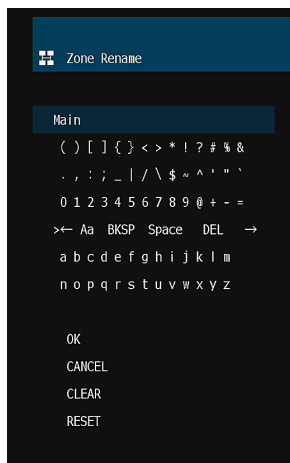 Zone Rename
Main
( ) [ ] { } < > * ! ? # % &
. , : ; _ | / \ $ ~ ^ ' " `
0 1 2 3 4 5 6 7 8 9 @ + - =
>← Aa BKSP Space DEL →
a b c d e f g h i j k l m
n o p q r s t u v w x y z
OK
CANCEL
CLEAR
RESET